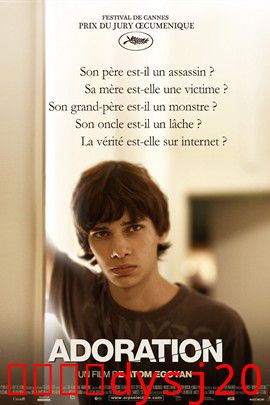 FESTIVAL DE CANNES
PRIX DU JURY ŒCUMENIQUE
Son père est-il un assassin ?
Sa mère est-elle une victime ?
Son grand-père est-il un monstre ?
Son oncle est-il un lâche ?
La vérité est-elle sur internet ?
ADORATION
UN FILM DE ATOM EGOYAN
dysj20